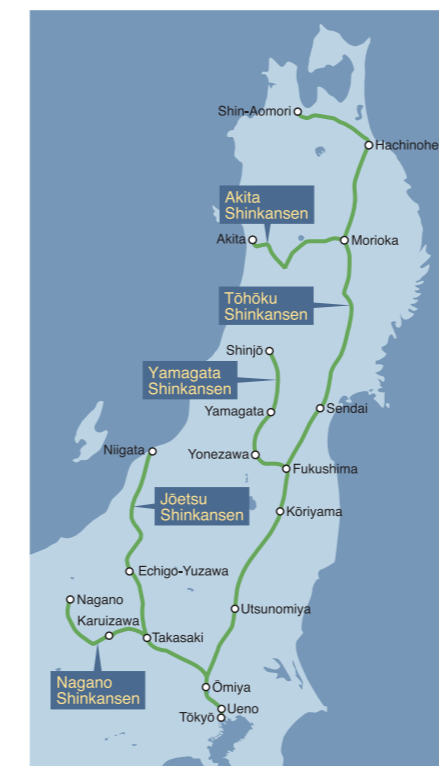 Shin-Aomori
Hachinohe
Akita
Shinkansen
Akita
Morioka
Tōhōku
Shinkansen
Shinjō
Yamagata
Shinkansen
Yamagata
Sendai
Niigata
Yonezawa
Fukushima
Jōetsu
Shinkansen
Kōriyama
Echigo-Yuzawa
Nagano
Utsunomiya
Karuizawa
Takasaki
Nagano
Shinkansen
Ōmiya
Ueno
Tōkyō